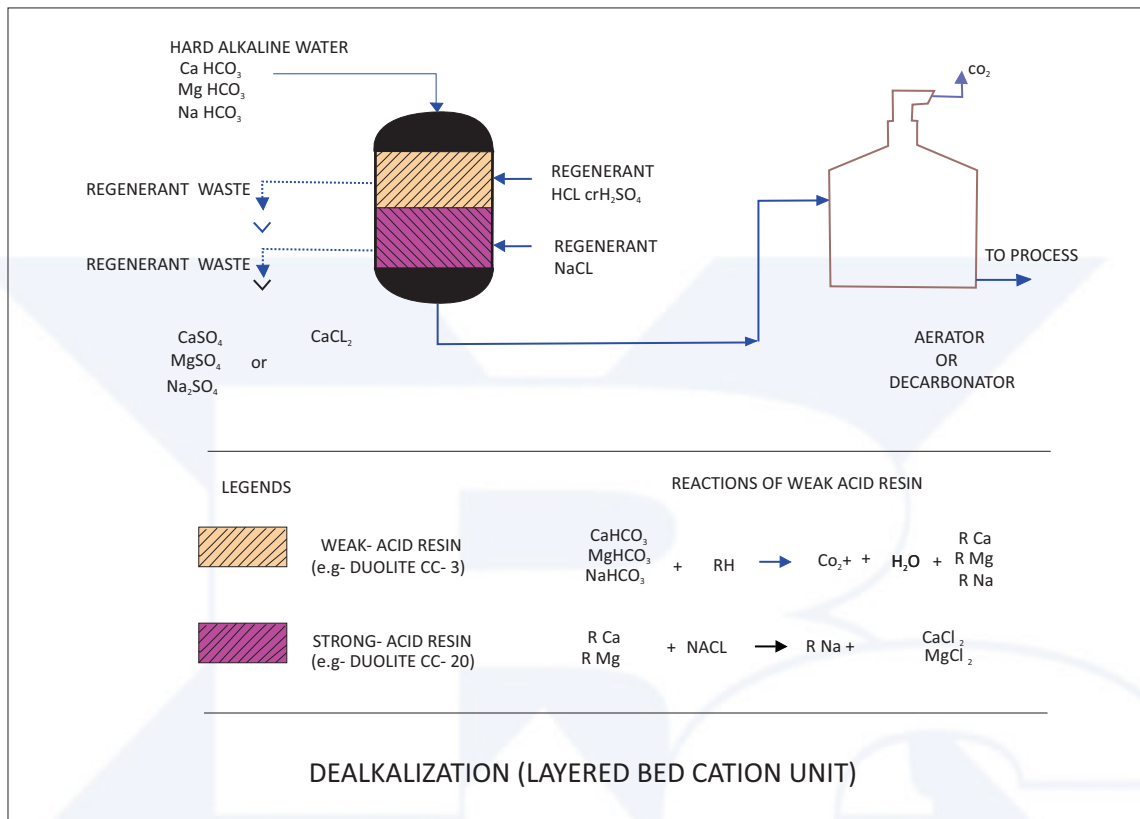 HARD ALKALINE WATER
Ca HCO₃
Mg HCO₃
Na HCO₃
co₂
REGENERANT WASTE
REGENERANT
HCL crH₂SO₄
REGENERANT WASTE
REGENERANT
NaCL
TO PROCESS
CaSO₄
MgSO₄ or
Na₂SO₄
CaCL₂
AERATOR
OR
DECARBONATOR
LEGENDS
REACTIONS OF WEAK ACID RESIN
WEAK- ACID RESIN
(e.g- DUOLITE CC- 3)
CaHCO₃
MgHCO₃
NaHCO₃
+ RH Co₂+ + H₂O +
R Ca
R Mg
R Na
STRONG- ACID RESIN
(e.g- DUOLITE CC- 20)
R Ca
R Mg
+ NACL R Na +
CaCl ₂
MgCl ₂
DEALKALIZATION (LAYERED BED CATION UNIT)